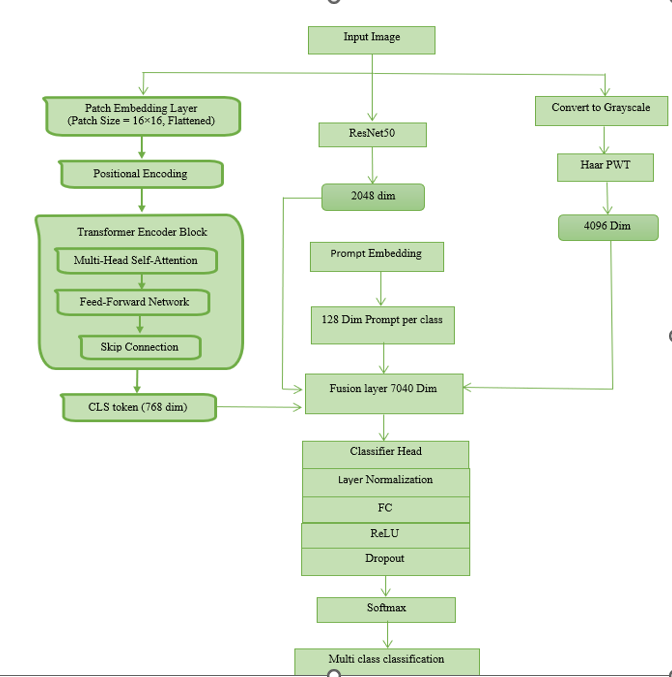 Input Image
Patch Embedding Layer
(Patch Size = 16×16, Flattened)
Positional Encoding
Transformer Encoder Block
Multi-Head Self-Attention
Feed-Forward Network
Skip Connection
CLS token (768 dim)
ResNet50
2048 dim
Prompt Embedding
128 Dim Prompt per class
Convert to Grayscale
Haar PWT
4096 Dim
Fusion layer 7040 Dim
Classifier Head
Layer Normalization
FC
ReLU
Dropout
Softmax
Multi class classification